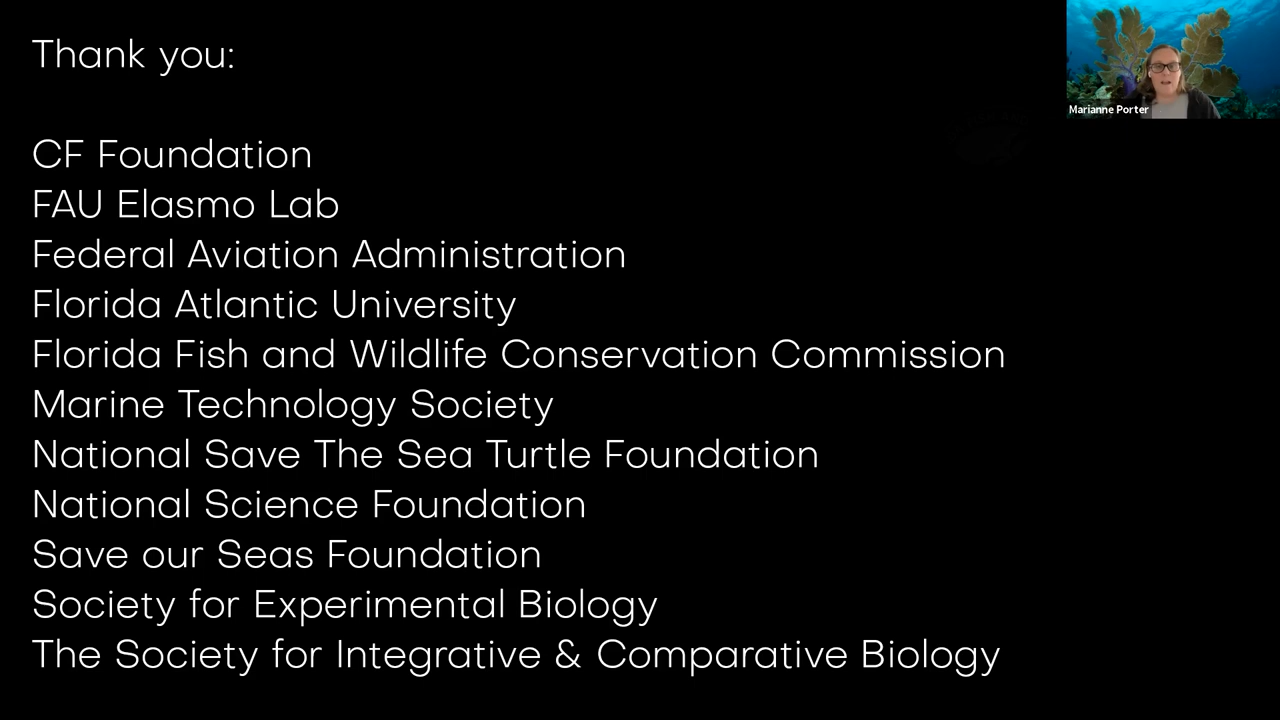 Thank you:
CF Foundation
FAU Elasmo Lab
Federal Aviation Administration
Florida Atlantic University
Florida Fish and Wildlife Conservation Commission
Marine Technology Society
National Save The Sea Turtle Foundation
National Science Foundation
Save our Seas Foundation
Society for Experimental Biology
The Society for Integrative & Comparative Biology
Marianne Porter